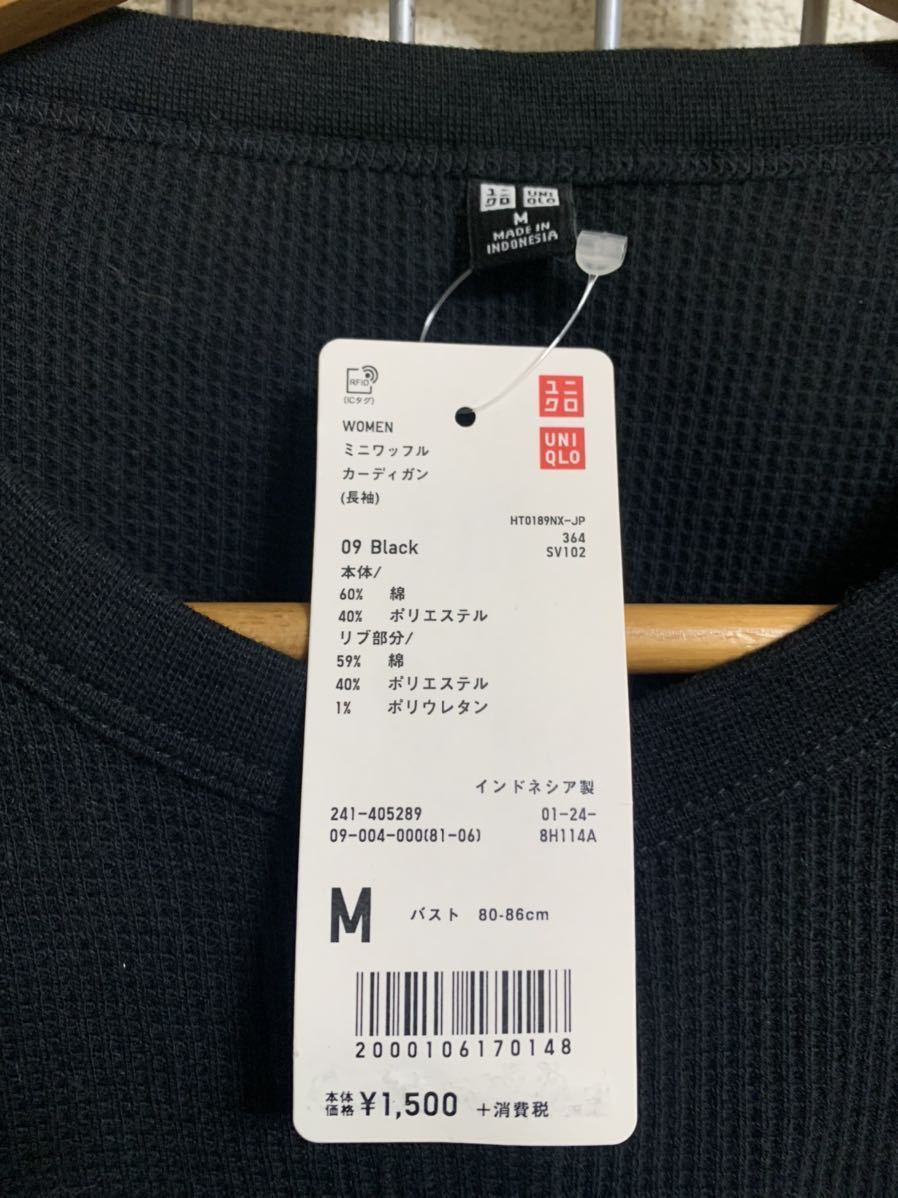 ユニ UNI
クロ QLO
M
MADE IN
INDONESIA
RFID
(ICタグ)
ユニ
クロ
UNI
QLO
WOMEN
ミニワッフル
カーディガン
(長袖)
HT0189NX-JP
364
SV102
09 Black
本体/
60% 綿
40% ポリエステル
リブ部分/
59% 綿
40% ポリエステル
1% ポリウレタン
インドネシア製
241-405289 01-24-
09-004-000(81-06) 8H114A
M バスト 80-86cm
2000106170148
本体
価格 ¥1,500 +消費税